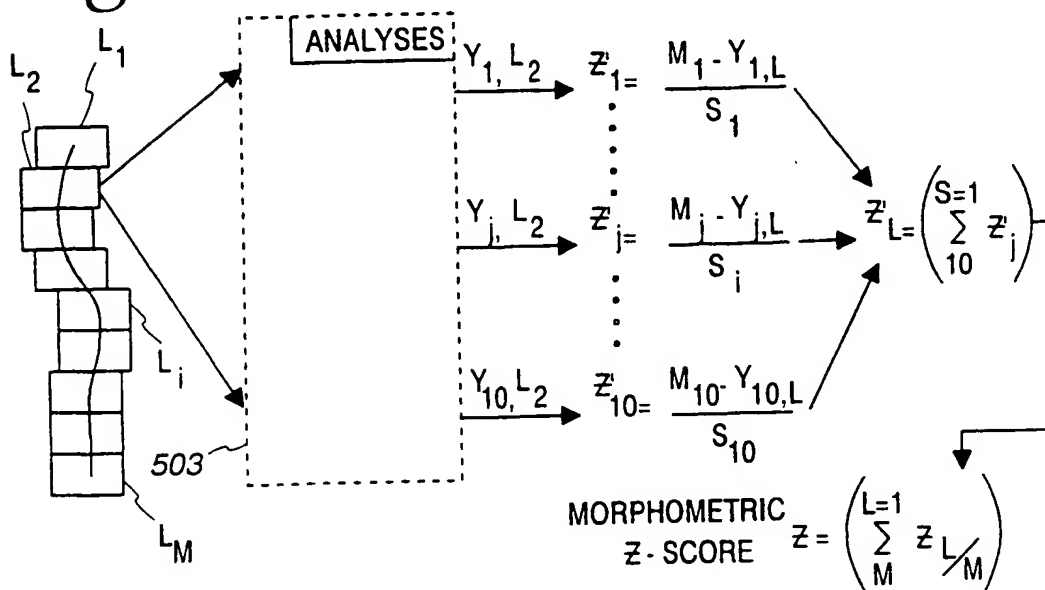 g
L1
L2
ANALYSES
Y1, L2
Z'1= M1 - Y1,L
S1
Yj, L2
Z'j= Mj - Yj,L
Si
Z'L= (S=1 Σ 10 Z'j)
Li
Y10, L2
Z'10= M10 - Y10,L
S10
503
LM
MORPHOMETRIC
Z - SCORE Z = (L=1 Σ M Z L/M)